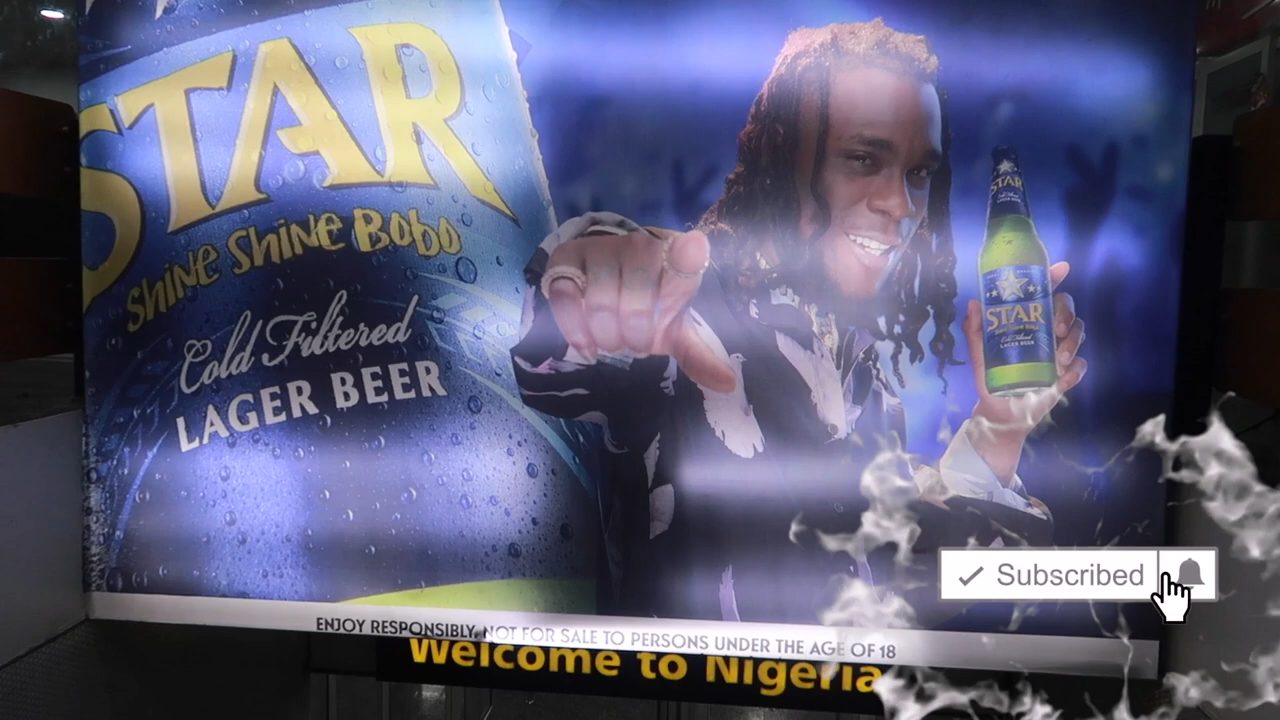 STAR
Shine Shine Bobo
Cold Filtered
LAGER BEER
STAR
STAR
LAGER BEER
ENJOY RESPONSIBLY. NOT FOR SALE TO PERSONS UNDER THE AGE OF 18
Welcome to Nigeria
Subscribed